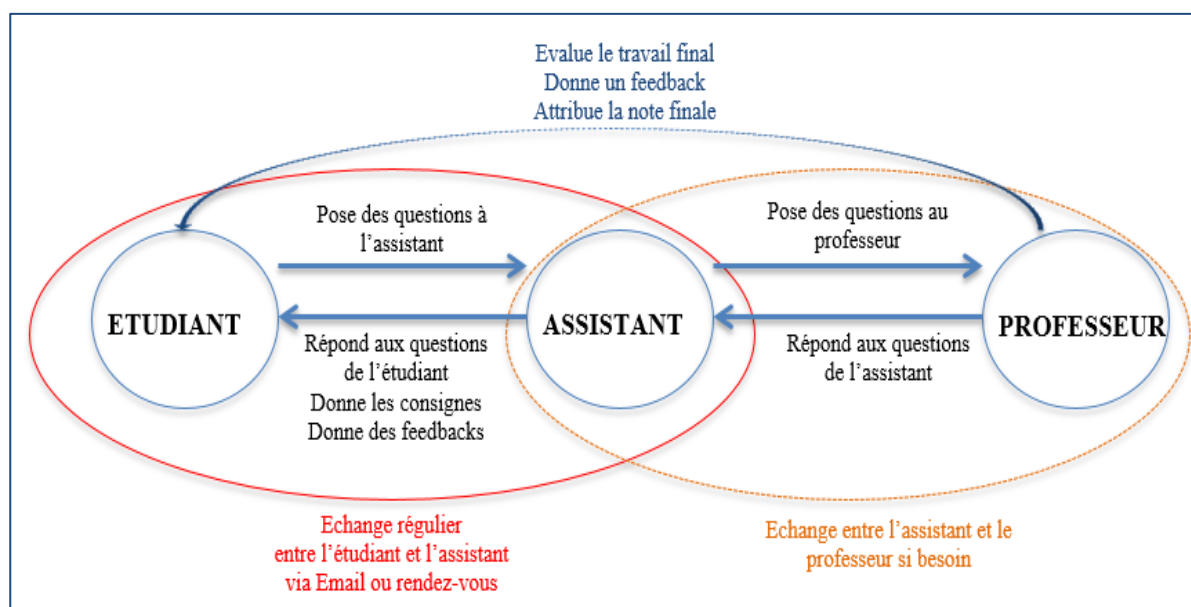 Evalue le travail final
Donne un feedback
Attribue la note finale
Pose des questions à
l’assistant
Pose des questions au
professeur
ETUDIANT
ASSISTANT
PROFESSEUR
Répond aux questions
de l’étudiant
Donne les consignes
Donne des feedbacks
Répond aux questions
de l’assistant
Echange régulier
entre l’étudiant et l’assistant
via Email ou rendez-vous
Echange entre l’assistant et le
professeur si besoin